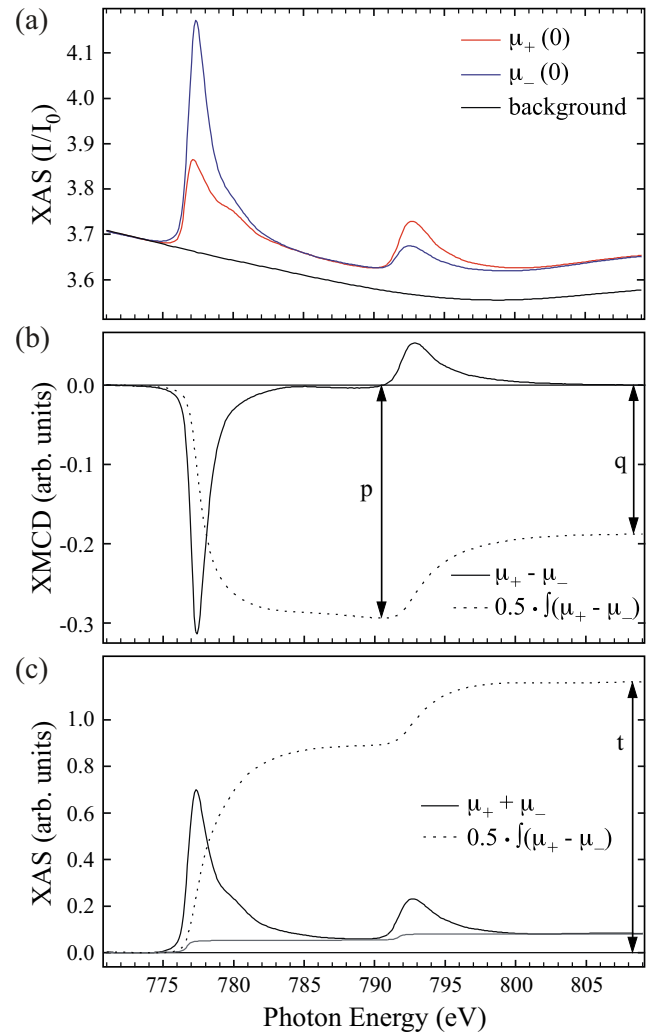 (a)
XAS (I/I₀)
4.1
4.0
3.9
3.8
3.7
3.6
μ₊ (0)
μ₋ (0)
background
(b)
XMCD (arb. units)
0.0
-0.1
-0.2
-0.3
p
q
μ₊ - μ₋
0.5 · ∫(μ₊ - μ₋)
(c)
XAS (arb. units)
1.0
0.8
0.6
0.4
0.2
0.0
t
μ₊ + μ₋
0.5 · ∫(μ₊ - μ₋)
775 780 785 790 795 800 805
Photon Energy (eV)